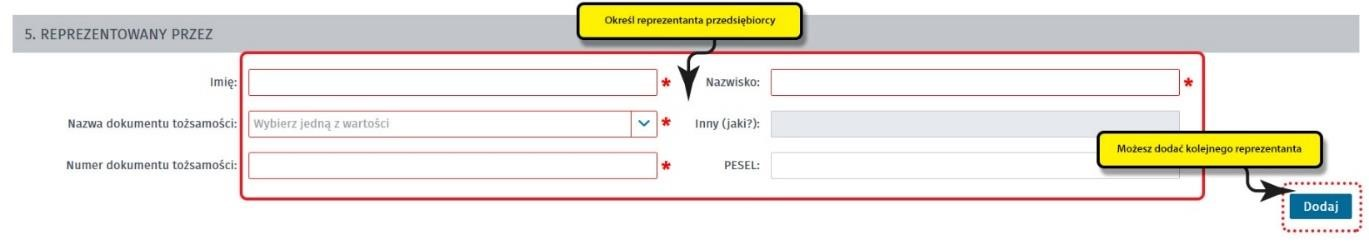 Określ reprezentanta przedsiębiorcy
5. REPREZENTOWANY PRZEZ
Imię: * Nazwisko: *
Nazwa dokumentu tożsamości: Wybierz jedną z wartości * Inny (jaki?):
Możesz dodać kolejnego reprezentanta
Numer dokumentu tożsamości: * PESEL:
Dodaj